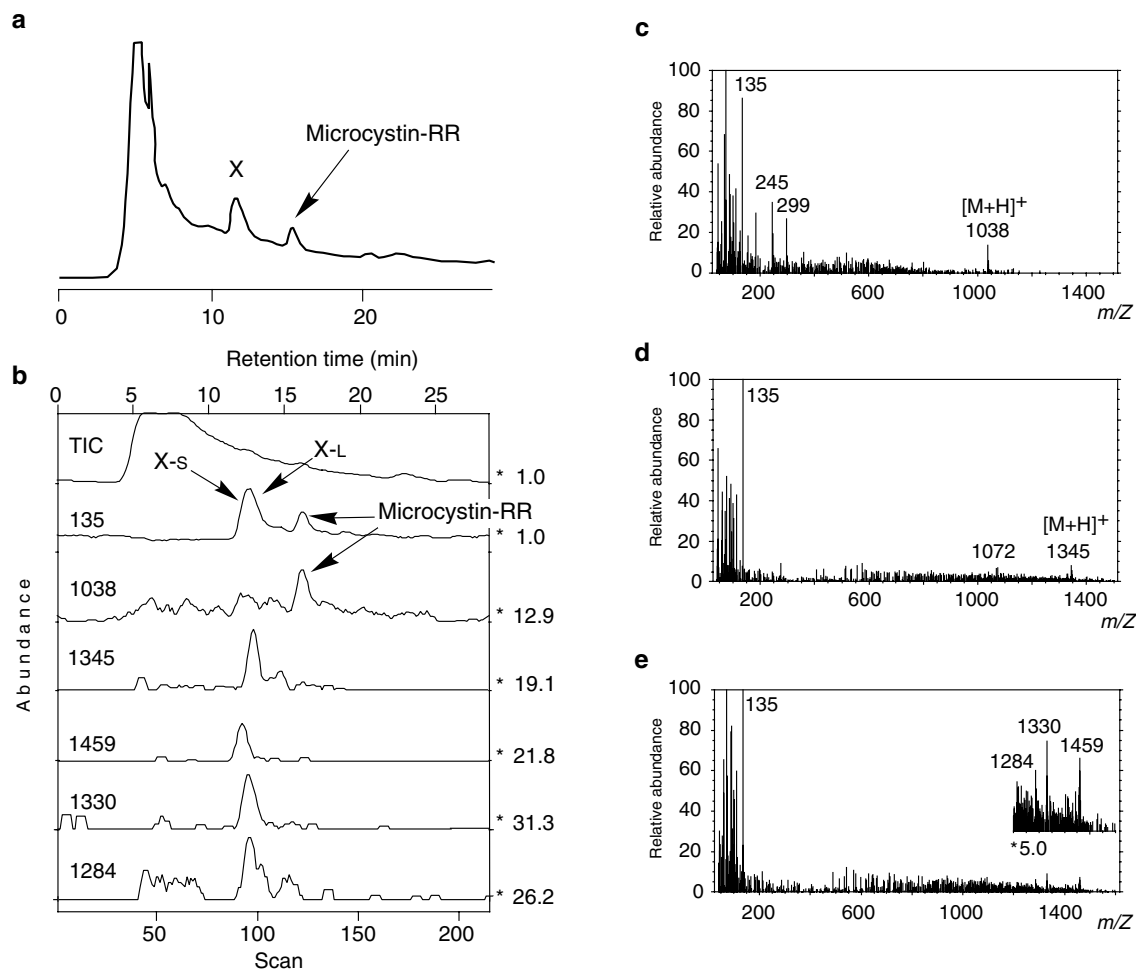 a
X
Microcystin-RR
0 10 20
Retention time (min)
b
0 5 10 15 20 25
TIC
* 1.0
X-S
X-L
135
* 1.0
Microcystin-RR
1038
* 12.9
1345
* 19.1
1459
* 21.8
1330
* 31.3
1284
* 26.2
Abundance
50 100 150 200
Scan
c
Relative abundance
100
80
60
40
20
0
135
245
299
[M+H]+
1038
200 600 1000 1400
m/Z
d
Relative abundance
100
80
60
40
20
0
135
1072
[M+H]+
1345
200 600 1000 1400
m/Z
e
Relative abundance
100
80
60
40
20
0
135
1330
1284
1459
*5.0
200 600 1000 1400
m/Z